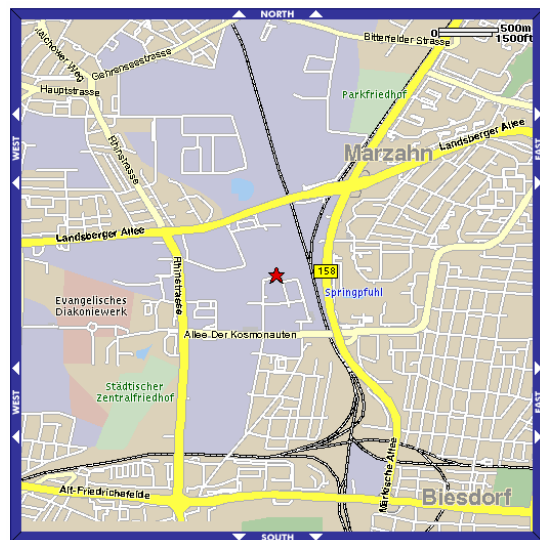 NORTH
500m
0
1500ft
Bitterfelder Strasse
Gehrenseestrasse
Hauptstrasse
Rhinstrasse
Parkfriedhof
Marzahn
Landsberger Allee
WEST
EAST
Landsberger Allee
Rhinstrasse
158
Springpfuhl
Evangelisches
Diakoniewerk
Allee Der Kosmonauten
Städtischer
Zentralfriedhof
WEST
EAST
Märkische Allee
Alt-Friedrichsfelde
Biesdorf
SOUTH